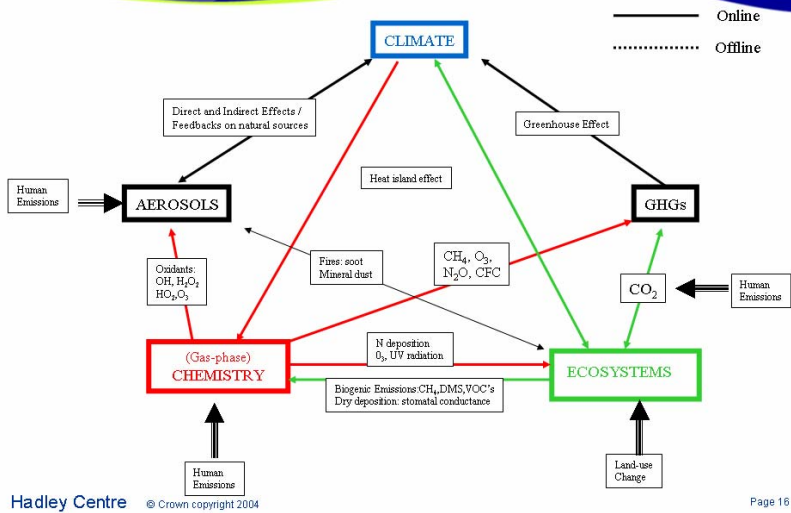 Online
Offline
CLIMATE
Direct and Indirect Effects /
Feedbacks on natural sources
Greenhouse Effect
Heat island effect
Human
Emissions
AEROSOLS
GHGs
Oxidants:
OH, H₂O₂
HO₂,O₃
Fires: soot
Mineral dust
CH₄, O₃,
N₂O, CFC
CO₂
Human
Emissions
(Gas-phase)
CHEMISTRY
N deposition
0₃, UV radiation
ECOSYSTEMS
Biogenic Emissions:CH₄,DMS,VOC's
Dry deposition: stomatal conductance
Human
Emissions
Land-use
Change
Hadley Centre © Crown copyright 2004
Page 16